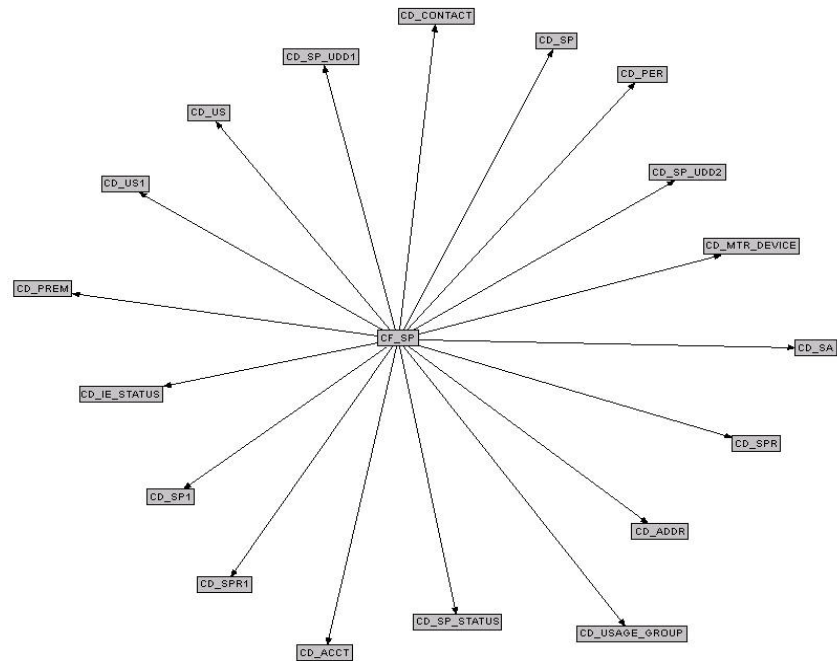 CD_CONTACT
CD_SP
CD_SP_UDD1
CD_PER
CD_US
CD_SP_UDD2
CD_US1
CD_MTR_DEVICE
CD_PREM
CF_SP
CD_SA
CD_IE_STATUS
CD_SPR
CD_SP1
CD_ADDR
CD_SPR1
CD_SP_STATUS
CD_USAGE_GROUP
CD_ACCT